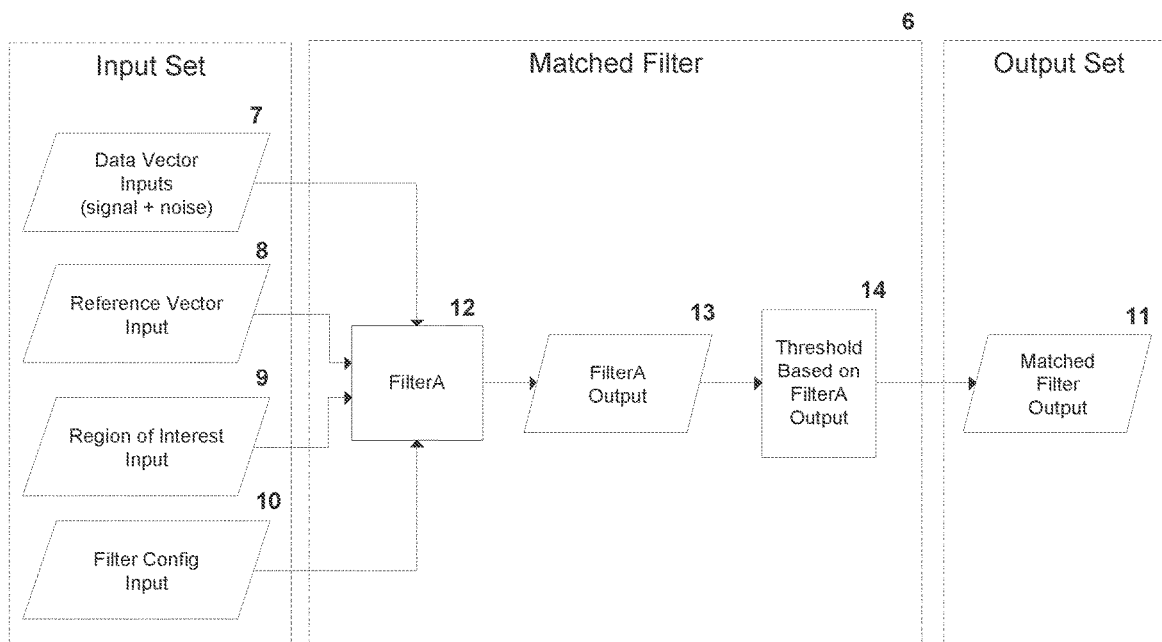 6
Input Set
Matched Filter
Output Set
7
Data Vector
Inputs
(signal + noise)
8
Reference Vector
Input
9
Region of Interest
Input
10
Filter Config
Input
12
FilterA
13
FilterA
Output
14
Threshold
Based on
FilterA
Output
11
Matched
Filter
Output